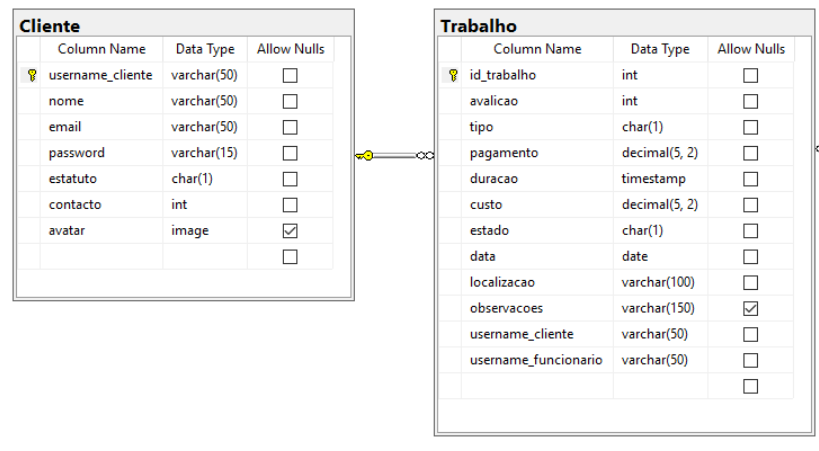 Cliente
Column Name Data Type Allow Nulls
username_cliente varchar(50)
nome varchar(50)
email varchar(50)
password varchar(15)
estatuto char(1)
contacto int
avatar image
Trabalho
Column Name Data Type Allow Nulls
id_trabalho int
avalicao int
tipo char(1)
pagamento decimal(5, 2)
duracao timestamp
custo decimal(5, 2)
estado char(1)
data date
localizacao varchar(100)
observacoes varchar(150)
username_cliente varchar(50)
username_funcionario varchar(50)